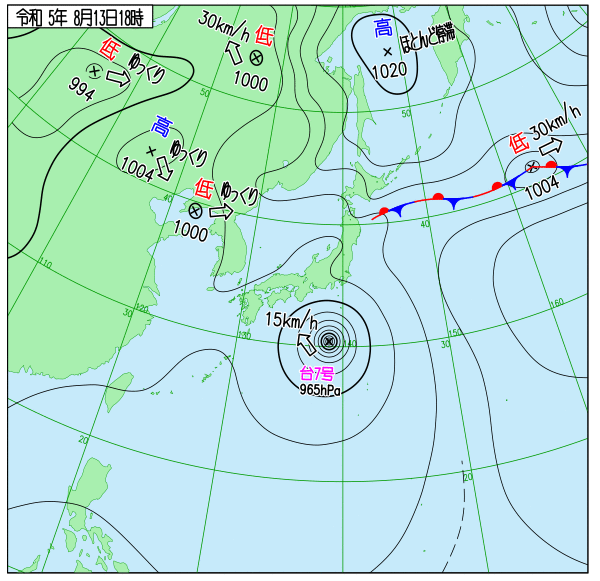 令和 5年 8月13日18時
30km/h
低
1000
高
ほとんど停滞
1020
低
ゆっくり
994
50
50
高
ゆっくり
1004
低
30km/h
1004
低
ゆっくり
1000
40
40
110
120
30
130
140
150
30
160
15km/h
台7号
965hPa
20
20